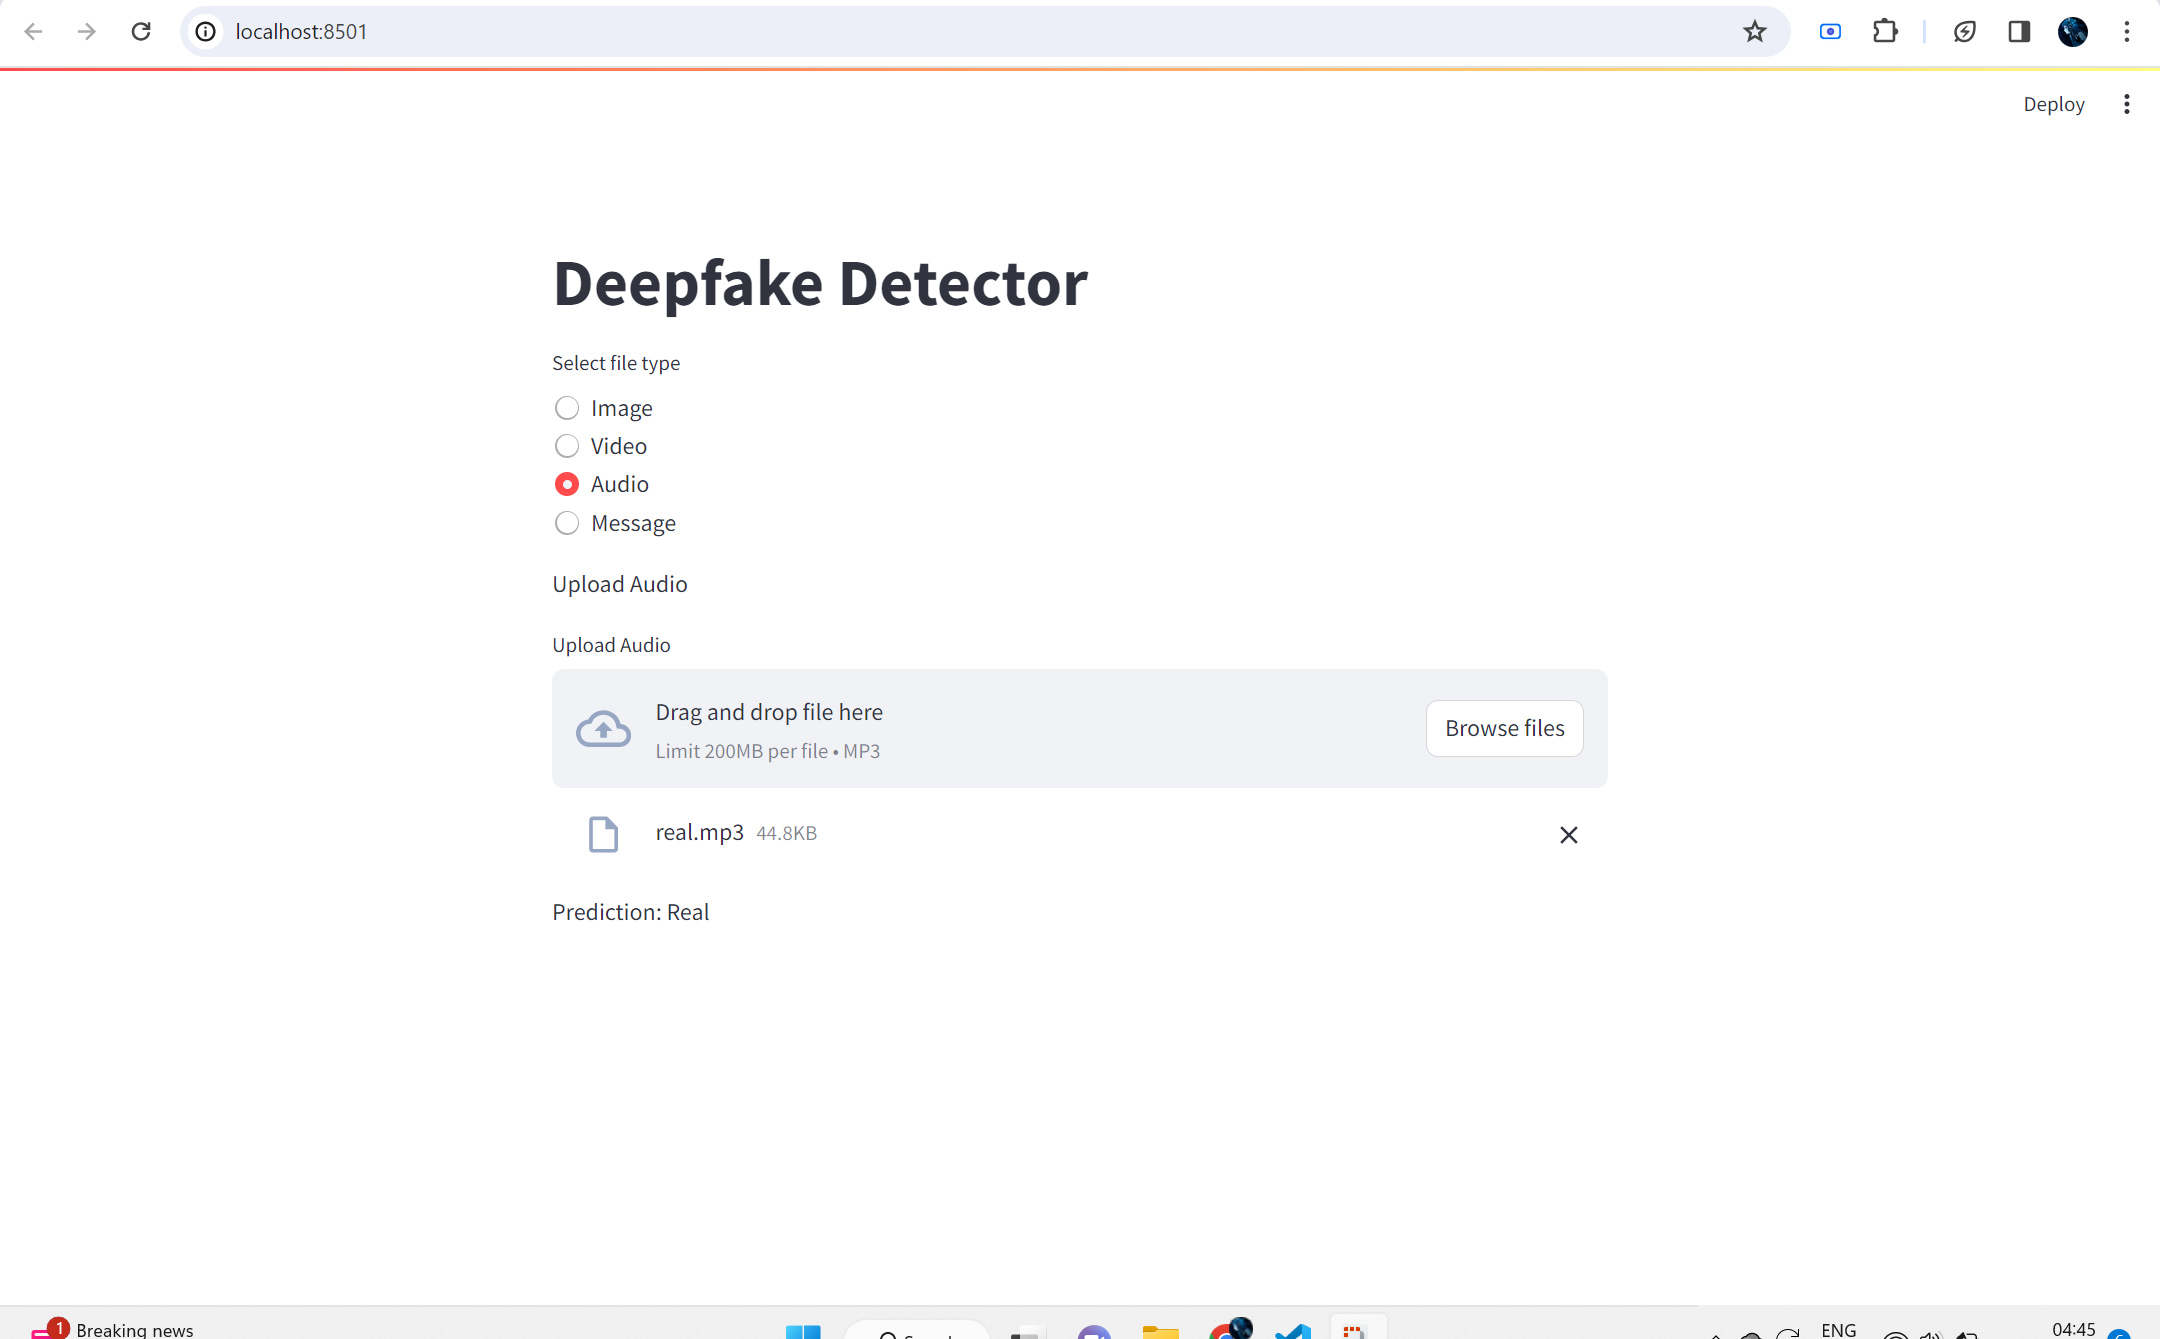 localhost:8501
Deploy
Deepfake Detector
Select file type
Image
Video
Audio
Message
Upload Audio
Upload Audio
Drag and drop file here
Limit 200MB per file • MP3
Browse files
real.mp3 44.8KB
Prediction: Real
1 Breaking news
ENG
04:45